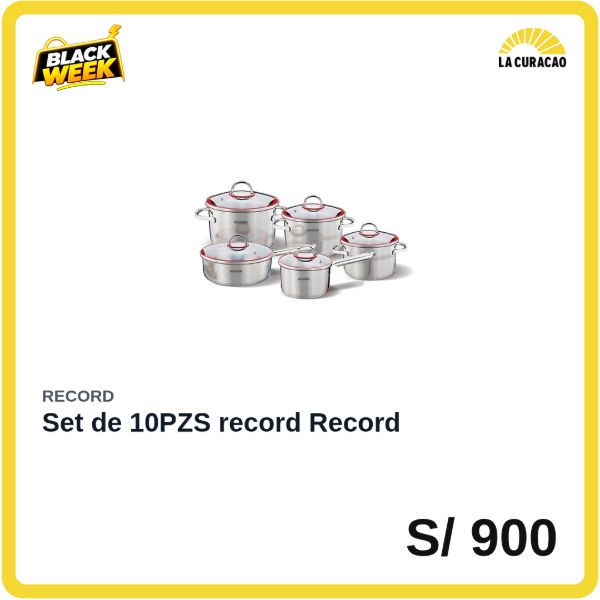 BLACK
WEEK
LA CURACAO
RECORD
Set de 10PZS record Record
S/ 900